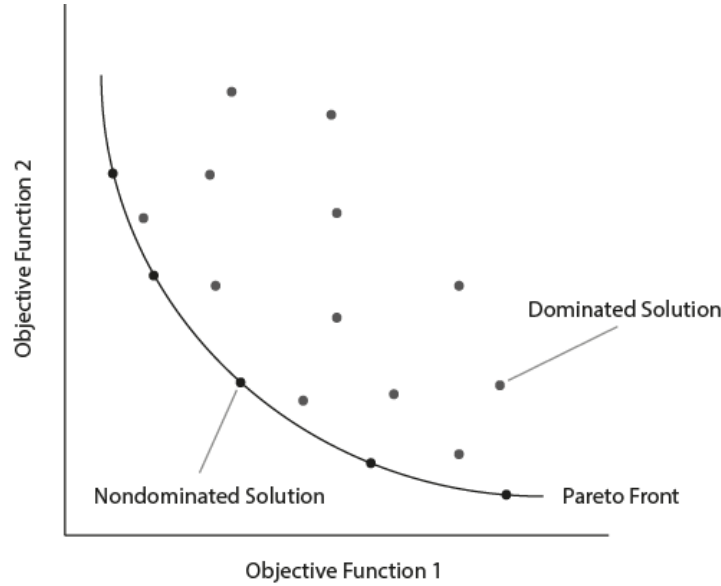 Objective Function 2
Dominated Solution
Nondominated Solution
Pareto Front
Objective Function 1